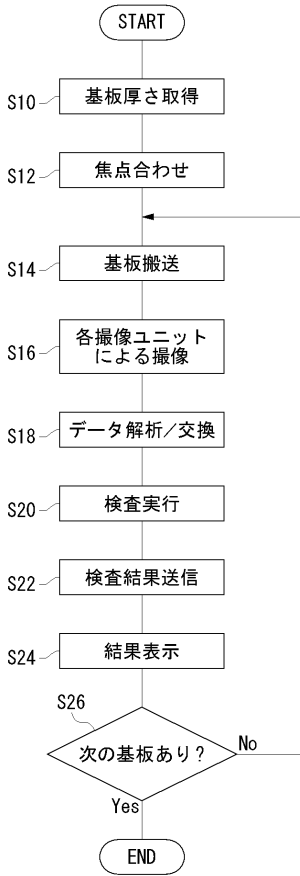 START
S10
基板厚さ取得
S12
焦点合わせ
S14
基板搬送
S16
各撮像ユニット
による撮像
S18
データ解析/交換
S20
検査実行
S22
検査結果送信
S24
結果表示
S26
次の基板あり?
No
Yes
END